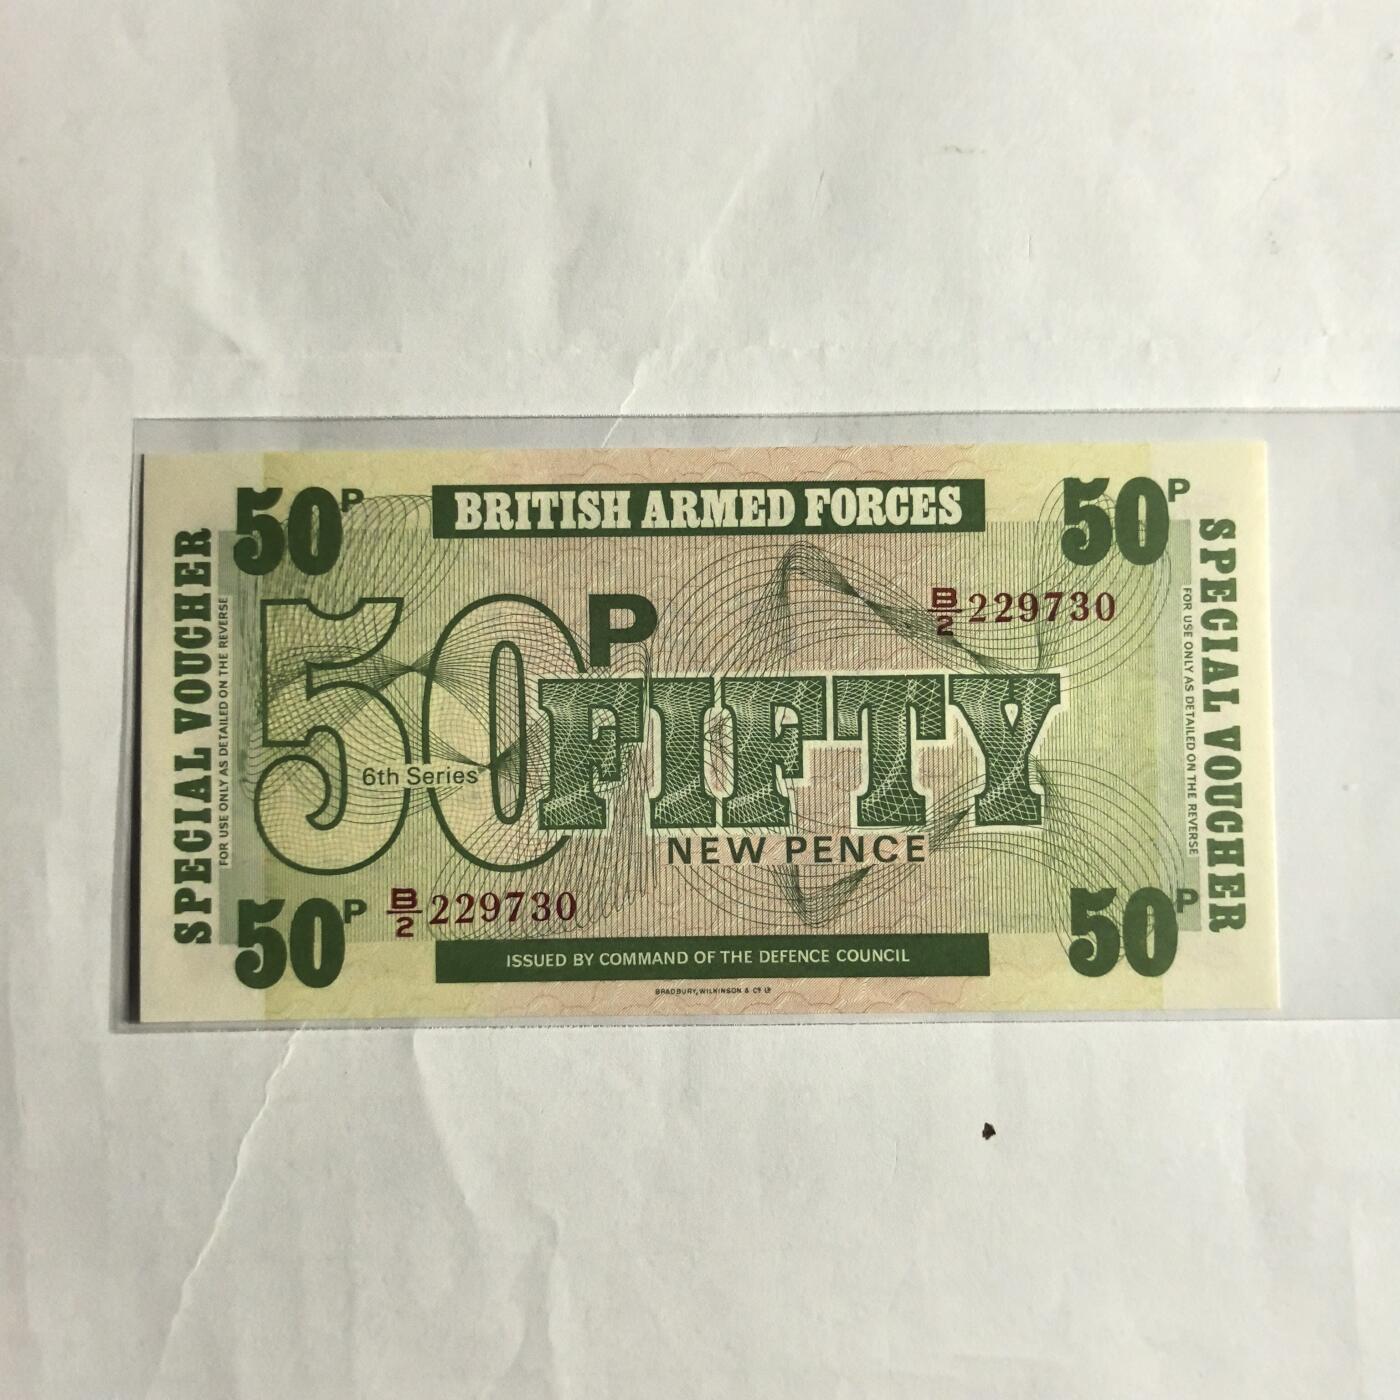 50P
BRITISH ARMED FORCES
50P
SPECIAL VOUCHER
FOR USE ONLY AS DETAILED ON THE REVERSE
50P
B/2 229730
FIFTY
6th Series
NEW PENCE
B/2 229730
50P
ISSUED BY COMMAND OF THE DEFENCE COUNCIL
50P
BRADBURY, WILKINSON & Co Ld
SPECIAL VOUCHER
FOR USE ONLY AS DETAILED ON THE REVERSE